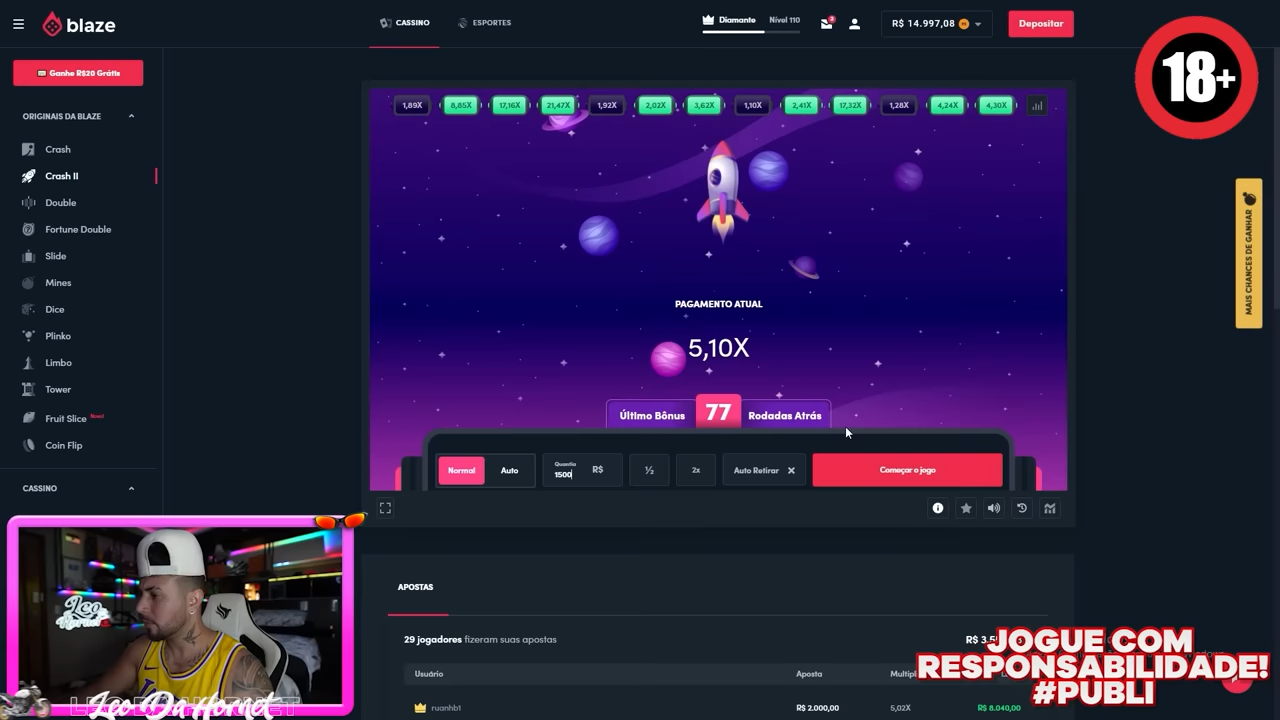 blaze
CASSINO
ESPORTES
Diamante
Nível 110
3
R$ 14.997,08
Depositar
18+
Ganhe R$20 Grátis
ORIGINAIS DA BLAZE
Crash
Crash II
Double
Fortune Double
Slide
Mines
Dice
Plinko
Limbo
Tower
Fruit Slice
Coin Flip
CASSINO
1,89X
8,85X
17,16X
21,47X
1,92X
2,02X
3,62X
1,10X
2,41X
17,32X
1,28X
4,24X
4,30X
MAIS CHANCES DE GANHAR
PAGAMENTO ATUAL
5,10X
Último Bônus
77
Rodadas Atrás
Normal
Auto
Quantia
1500
R$
½
2x
Auto Retirar
Começar o jogo
APOSTAS
29 jogadores fizeram suas apostas
Usuário
Aposta
ruanhb1
R$ 2.000,00
5,02X
R$ 8.040,00
JOGUE COM
RESPONSABILIDADE!
#PUBLI
Leo Da Hornet